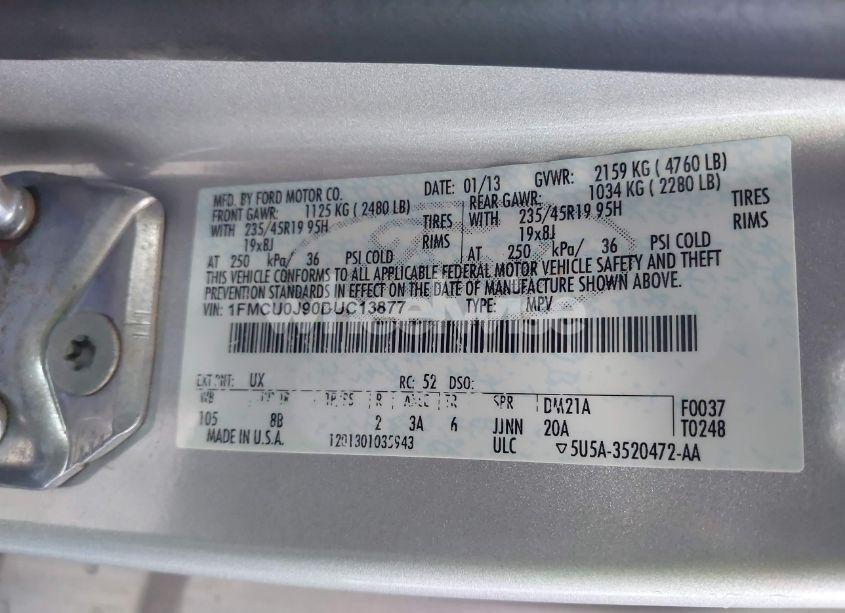 MFD. BY FORD MOTOR CO. DATE: 01/13 GVWR: 2159 KG ( 4760 LB)
FRONT GAWR: 1125 KG ( 2480 LB) REAR GAWR: 1034 KG ( 2280 LB)
WITH 235/45R19 95H TIRES WITH 235/45R19 95H TIRES
19x8J RIMS 19x8J RIMS
AT 250 kPa/ 36 PSI COLD AT 250 kPa/ 36 PSI COLD
THIS VEHICLE CONFORMS TO ALL APPLICABLE FEDERAL MOTOR VEHICLE SAFETY AND THEFT
PREVENTION STANDARDS IN EFFECT ON THE DATE OF MANUFACTURE SHOWN ABOVE.
VIN: 1FMCU0J90DUC13877 TYPE: MPV
EXT PNT: UX RC: 52 DSO:
WB R SPR DM21A F0037
105 8B 2 3A 6 JJNN 20A T0248
MADE IN U.S.A. 1201301035943 ULC 5U5A-3520472-AA